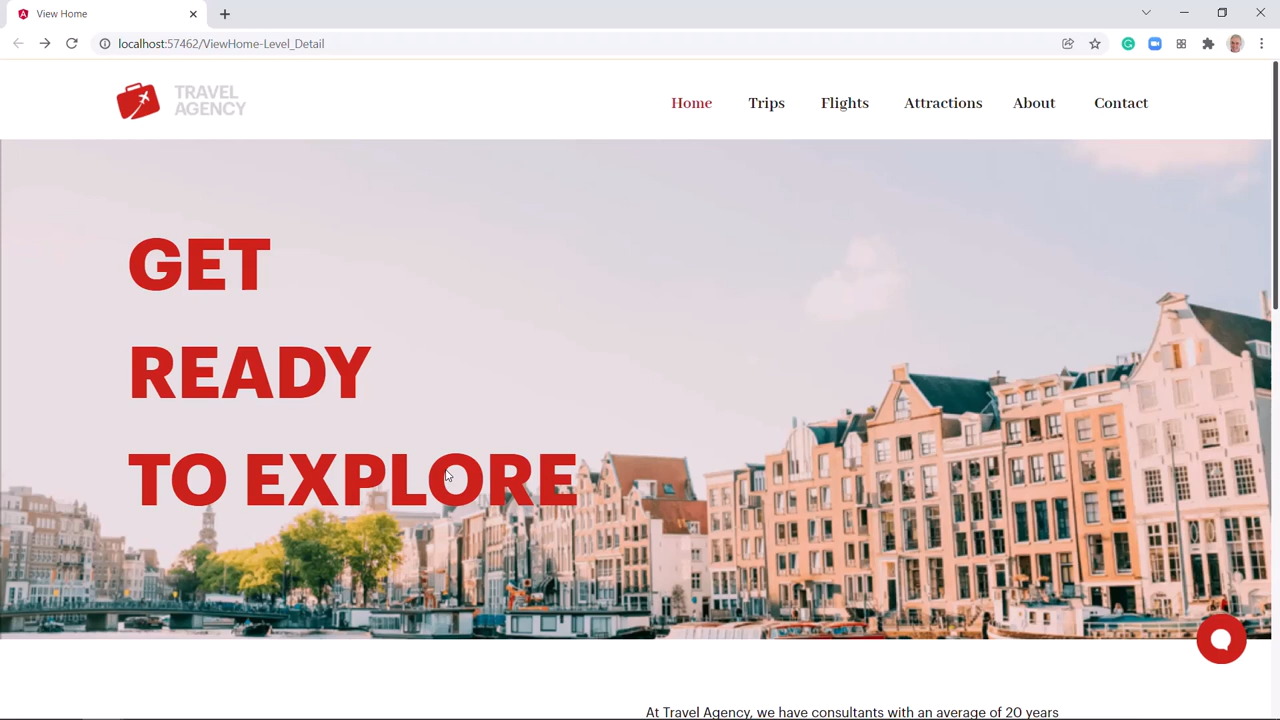 View Home
localhost:57462/ViewHome-Level_Detail
TRAVEL
AGENCY
Home Trips Flights Attractions About Contact
GET
READY
TO EXPLORE
At Travel Agency, we have consultants with an average of 20 years